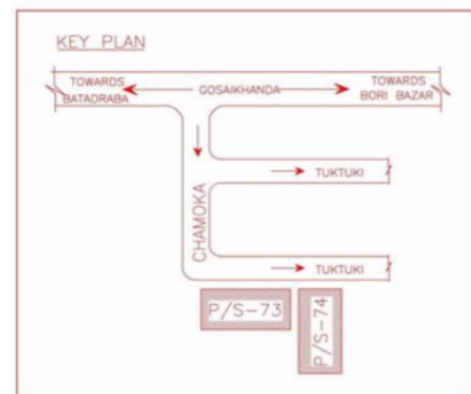 KEY PLAN
TOWARDS
BATADRABA
GOSAIKHANDA
TOWARDS
BORI BAZAR
CHAMOKA
TUKTUKI
TUKTUKI
P/S-73
P/S-74